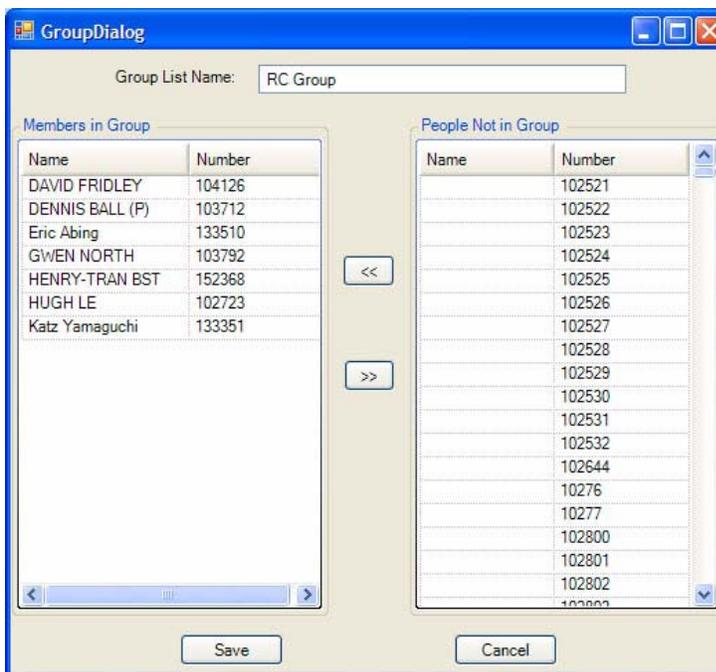 GroupDialog
Group List Name: RC Group
Members in Group
Name Number
DAVID FRIDLEY 104126
DENNIS BALL (P) 103712
Eric Abing 133510
GWEN NORTH 103792
HENRY-TRAN BST 152368
HUGH LE 102723
Katz Yamaguchi 133351
<<
>>
People Not in Group
Name Number
102521
102522
102523
102524
102525
102526
102527
102528
102529
102530
102531
102532
102644
10276
10277
102800
102801
102802
Save Cancel